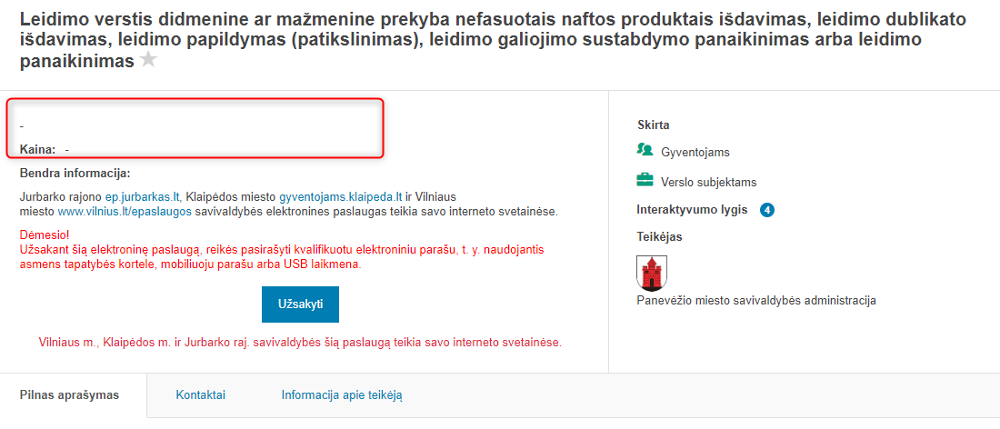 Leidimo verstis didmenine ar mažmenine prekyba nefasuotais naftos produktais išdavimas, leidimo dublikato
išdavimas, leidimo papildymas (patikslinimas), leidimo galiojimo sustabdymo panaikinimas arba leidimo
panaikinimas
-
Kaina: -
Bendra informacija:
Jurbarko rajono ep.jurbarkas.lt, Klaipėdos miesto gyventojams.klaipeda.lt ir Vilniaus
miesto www.vilnius.lt/epaslaugos savivaldybės elektronines paslaugas teikia savo interneto svetainėse.
Dėmesio!
Užsakant šią elektroninę paslaugą, reikės pasirašyti kvalifikuotu elektroniniu parašu, t. y. naudojantis
asmens tapatybės kortele, mobiliuoju parašu arba USB laikmena.
Užsakyti
Vilniaus m., Klaipėdos m. ir Jurbarko raj. savivaldybės šią paslaugą teikia savo interneto svetainėse.
Skirta
Gyventojams
Verslo subjektams
Interaktyvumo lygis 4
Teikėjas
Panevėžio miesto savivaldybės administracija
Pilnas aprašymas Kontaktai Informacija apie teikėją